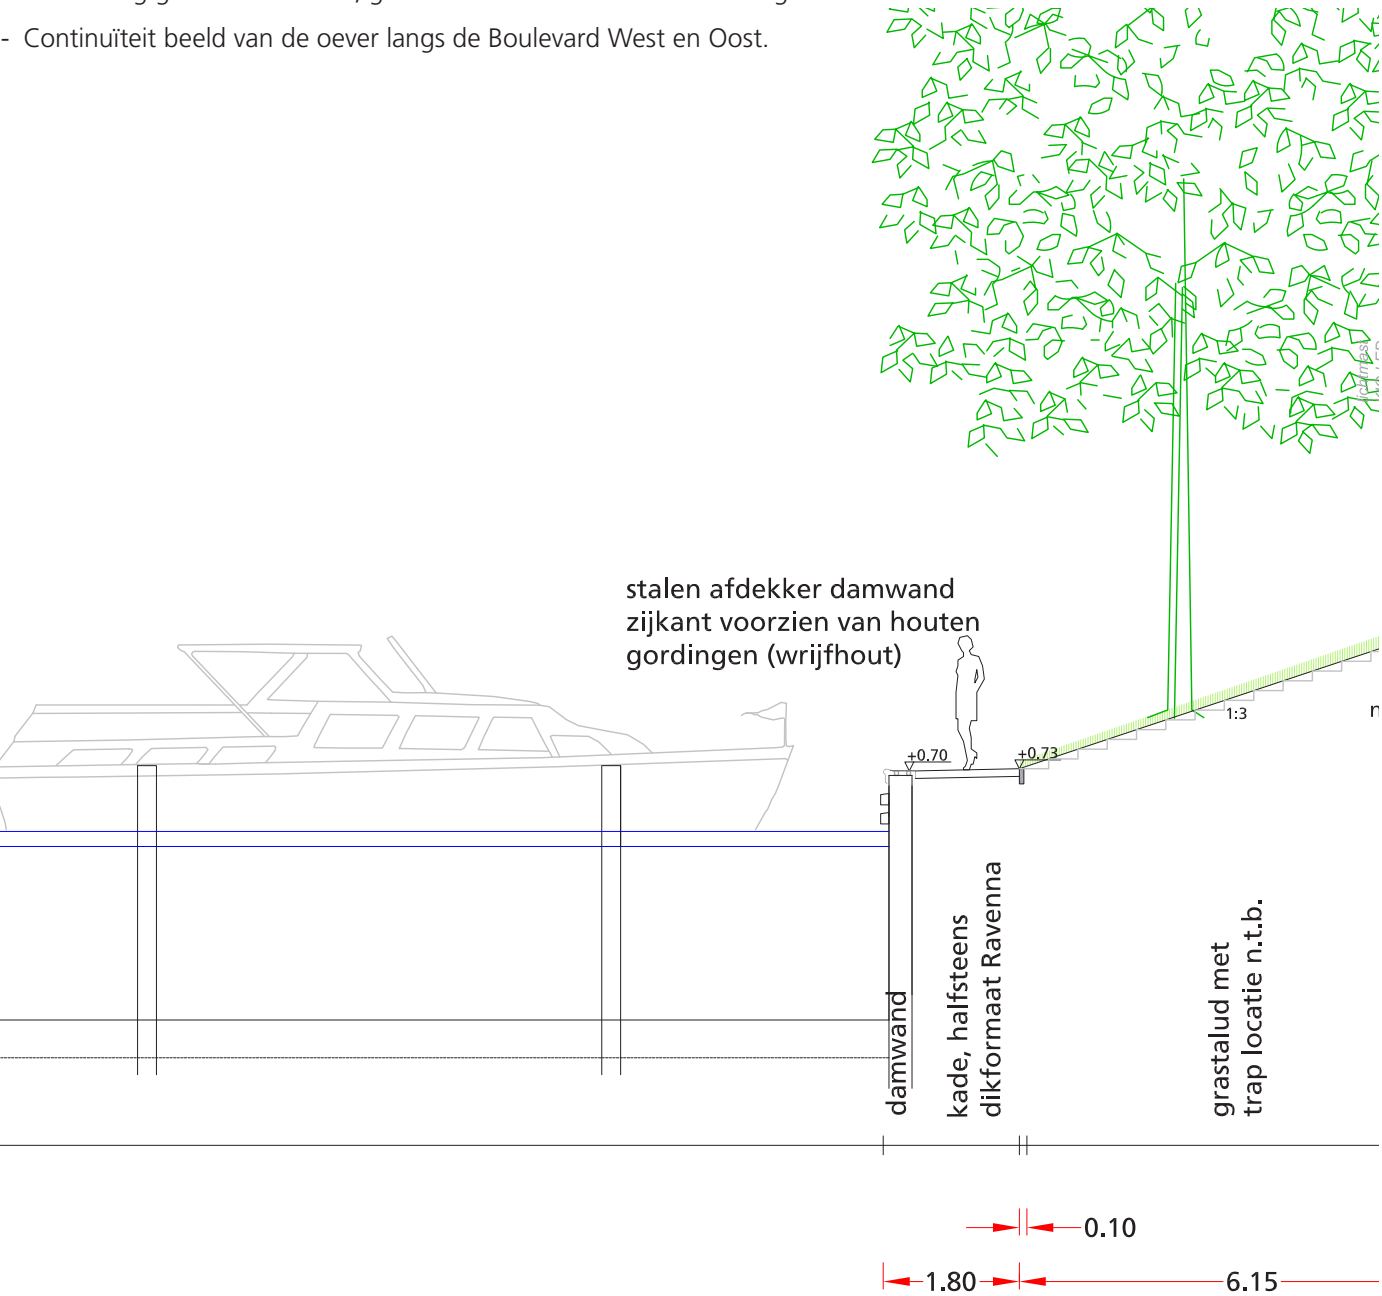 - Continuïteit beeld van de oever langs de Boulevard West en Oost.
stalen afdekker damwand
zijkant voorzien van houten
gordingen (wrijfhout)
1:3
+0.70
+0.73
damwand
kade, halfsteens
dikformaat Ravenna
grastalud met
trap locatie n.t.b.
0.10
1.80
6.15